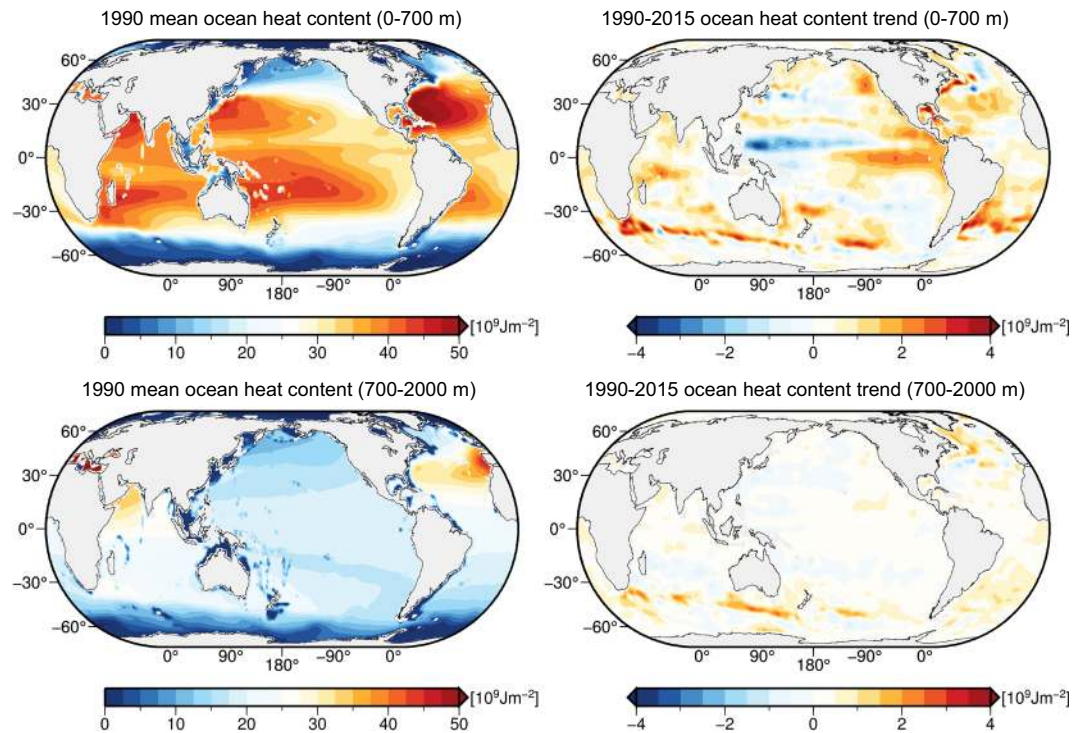 1990 mean ocean heat content (0-700 m)
1990-2015 ocean heat content trend (0-700 m)
60°
30°
0°
−30°
−60°
0° 90° 180° −90° 0°
60°
30°
0°
−30°
−60°
0° 90° 180° −90° 0°
0 10 20 30 40 50 [10⁹Jm⁻²]
−4 −2 0 2 4 [10⁹Jm⁻²]
1990 mean ocean heat content (700-2000 m)
1990-2015 ocean heat content trend (700-2000 m)
60°
30°
0°
−30°
−60°
0° 90° 180° −90° 0°
60°
30°
0°
−30°
−60°
0° 90° 180° −90° 0°
0 10 20 30 40 50 [10⁹Jm⁻²]
−4 −2 0 2 4 [10⁹Jm⁻²]